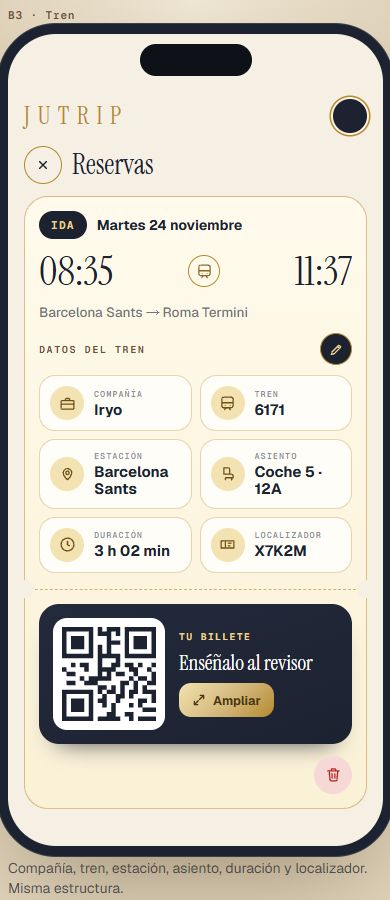 B3 · Tren
JUTRIP
Reservas
IDA Martes 24 noviembre
08:35 11:37
Barcelona Sants → Roma Termini
DATOS DEL TREN
COMPAÑÍA
Iryo
TREN
6171
ESTACIÓN
Barcelona
Sants
ASIENTO
Coche 5 ·
12A
DURACIÓN
3 h 02 min
LOCALIZADOR
X7K2M
TU BILLETE
Enséñalo al revisor
Ampliar
Compañía, tren, estación, asiento, duración y localizador.
Misma estructura.